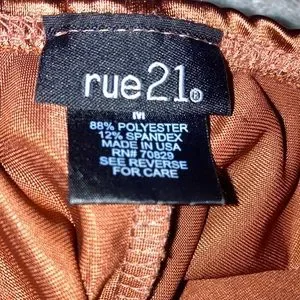 rue21®
M
88% POLYESTER
12% SPANDEX
MADE IN USA
RN# 70829
SEE REVERSE
FOR CARE